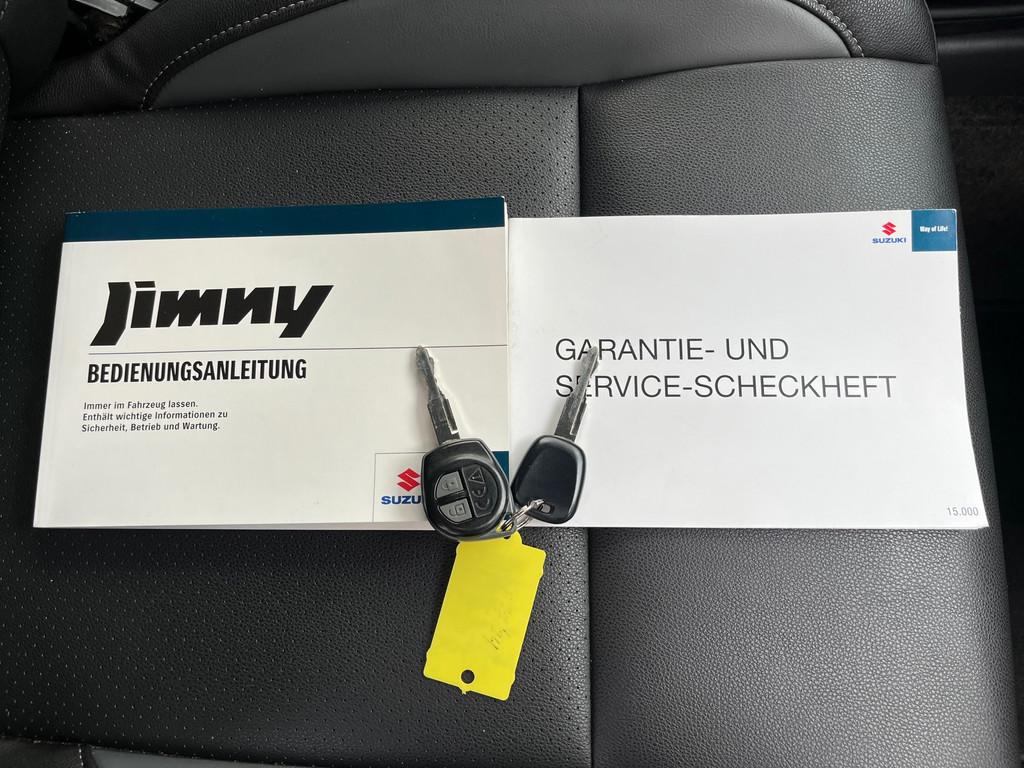 Jimny
BEDIENUNGSANLEITUNG
Immer im Fahrzeug lassen.
Enthält wichtige Informationen zu
Sicherheit, Betrieb und Wartung.
SUZU
SUZUKI
Way of Life!
GARANTIE- UND
SERVICE-SCHECKHEFT
15.000